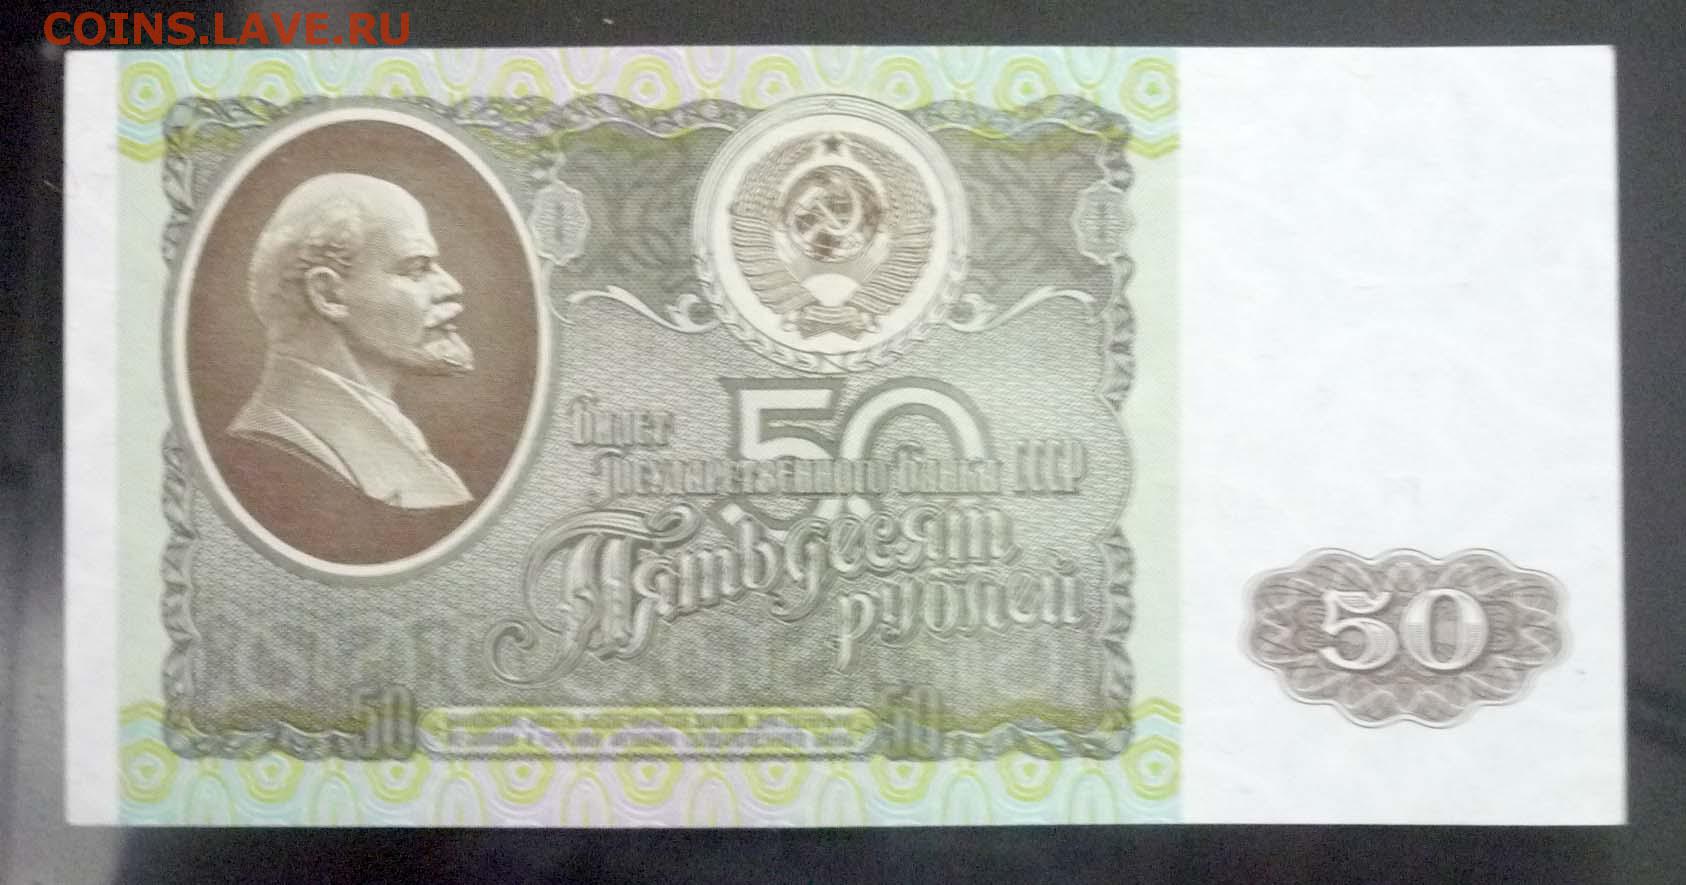 COINS.LAVE.RU
50
Билет
Государственного банка СССР
Пятьдесят
рублей
50
50 50